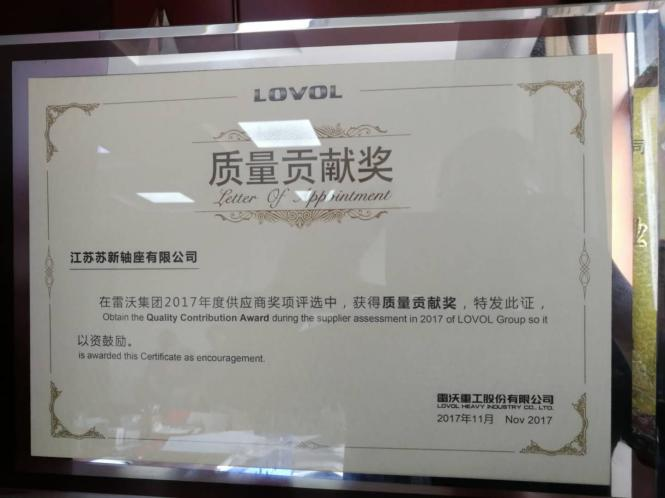 LOVOL
质量贡献奖
Letter Of Appointment
江苏苏新轴座有限公司
在雷沃集团2017年度供应商奖项评选中，获得质量贡献奖，特发此证，
Obtain the Quality Contribution Award during the supplier assessment in 2017 of LOVOL Group so it
以资鼓励。
is awarded this Certificate as encouragement.
雷沃重工股份有限公司
LOVOL HEAVY INDUSTRY CO., LTD.
2017年11月 Nov 2017
司